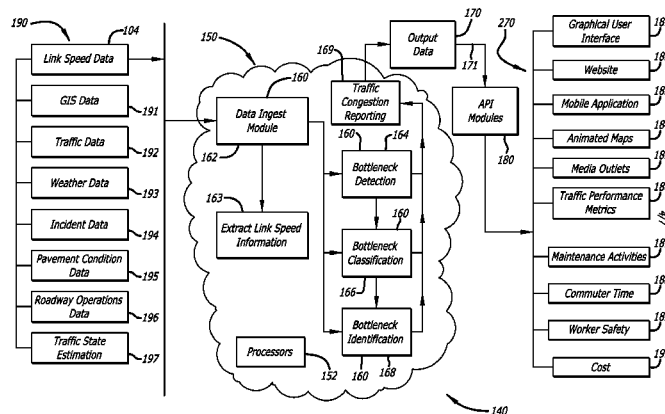 190
104
Link Speed Data
GIS Data
191
Traffic Data
192
Weather Data
193
Incident Data
194
Pavement Condition
Data
195
Roadway Operations
Data
196
Traffic State
Estimation
197
150
160
Data Ingest
Module
162
163
Extract Link Speed
Information
Processors
152
169
Traffic
Congestion
Reporting
160
164
Bottleneck
Detection
160
Bottleneck
Classification
166
Bottleneck
Identification
160
168
140
170
Output
Data
171
API
Modules
180
270
Graphical User
Interface
Website
Mobile Application
Animated Maps
Media Outlets
Traffic Performance
Metrics
Maintenance Activities
Commuter Time
Worker Safety
Cost